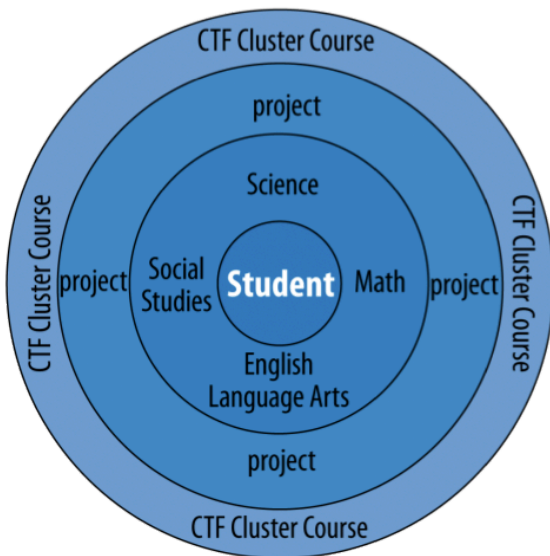 CTF Cluster Course
project
Science
CTF Cluster Course
project
Social
Studies
Student
Math
project
CTF Cluster Course
English
Language Arts
project
CTF Cluster Course